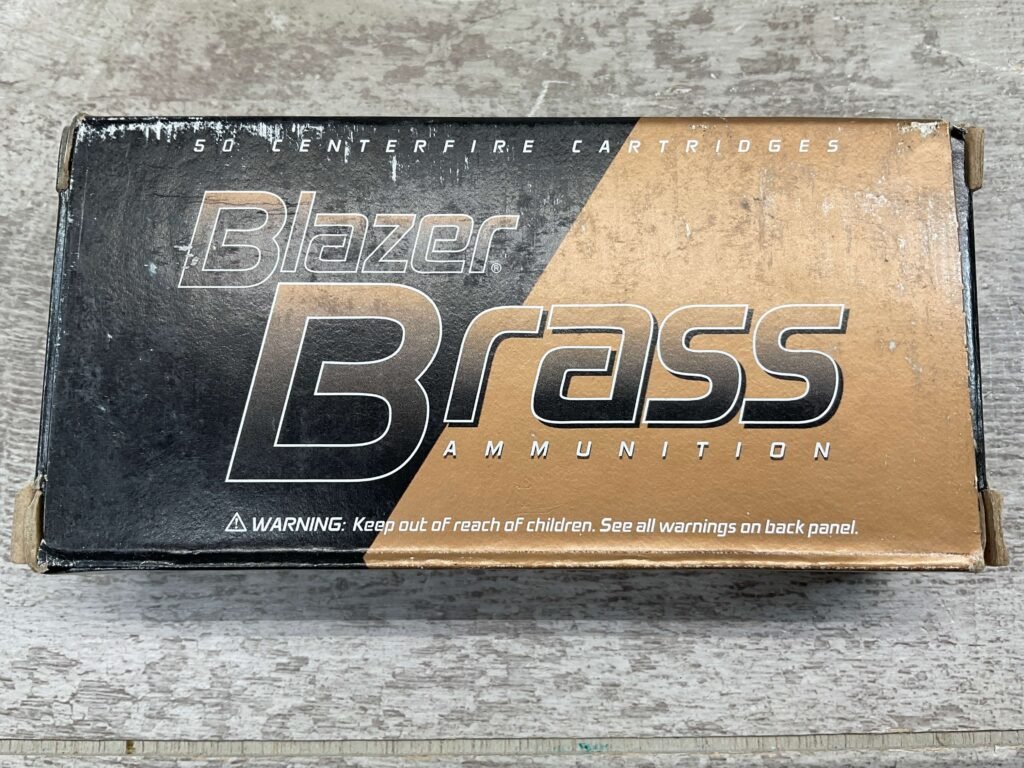 50 CENTERFIRE CARTRIDGES
Blazer®
Brass
AMMUNITION
⚠ WARNING: Keep out of reach of children. See all warnings on back panel.